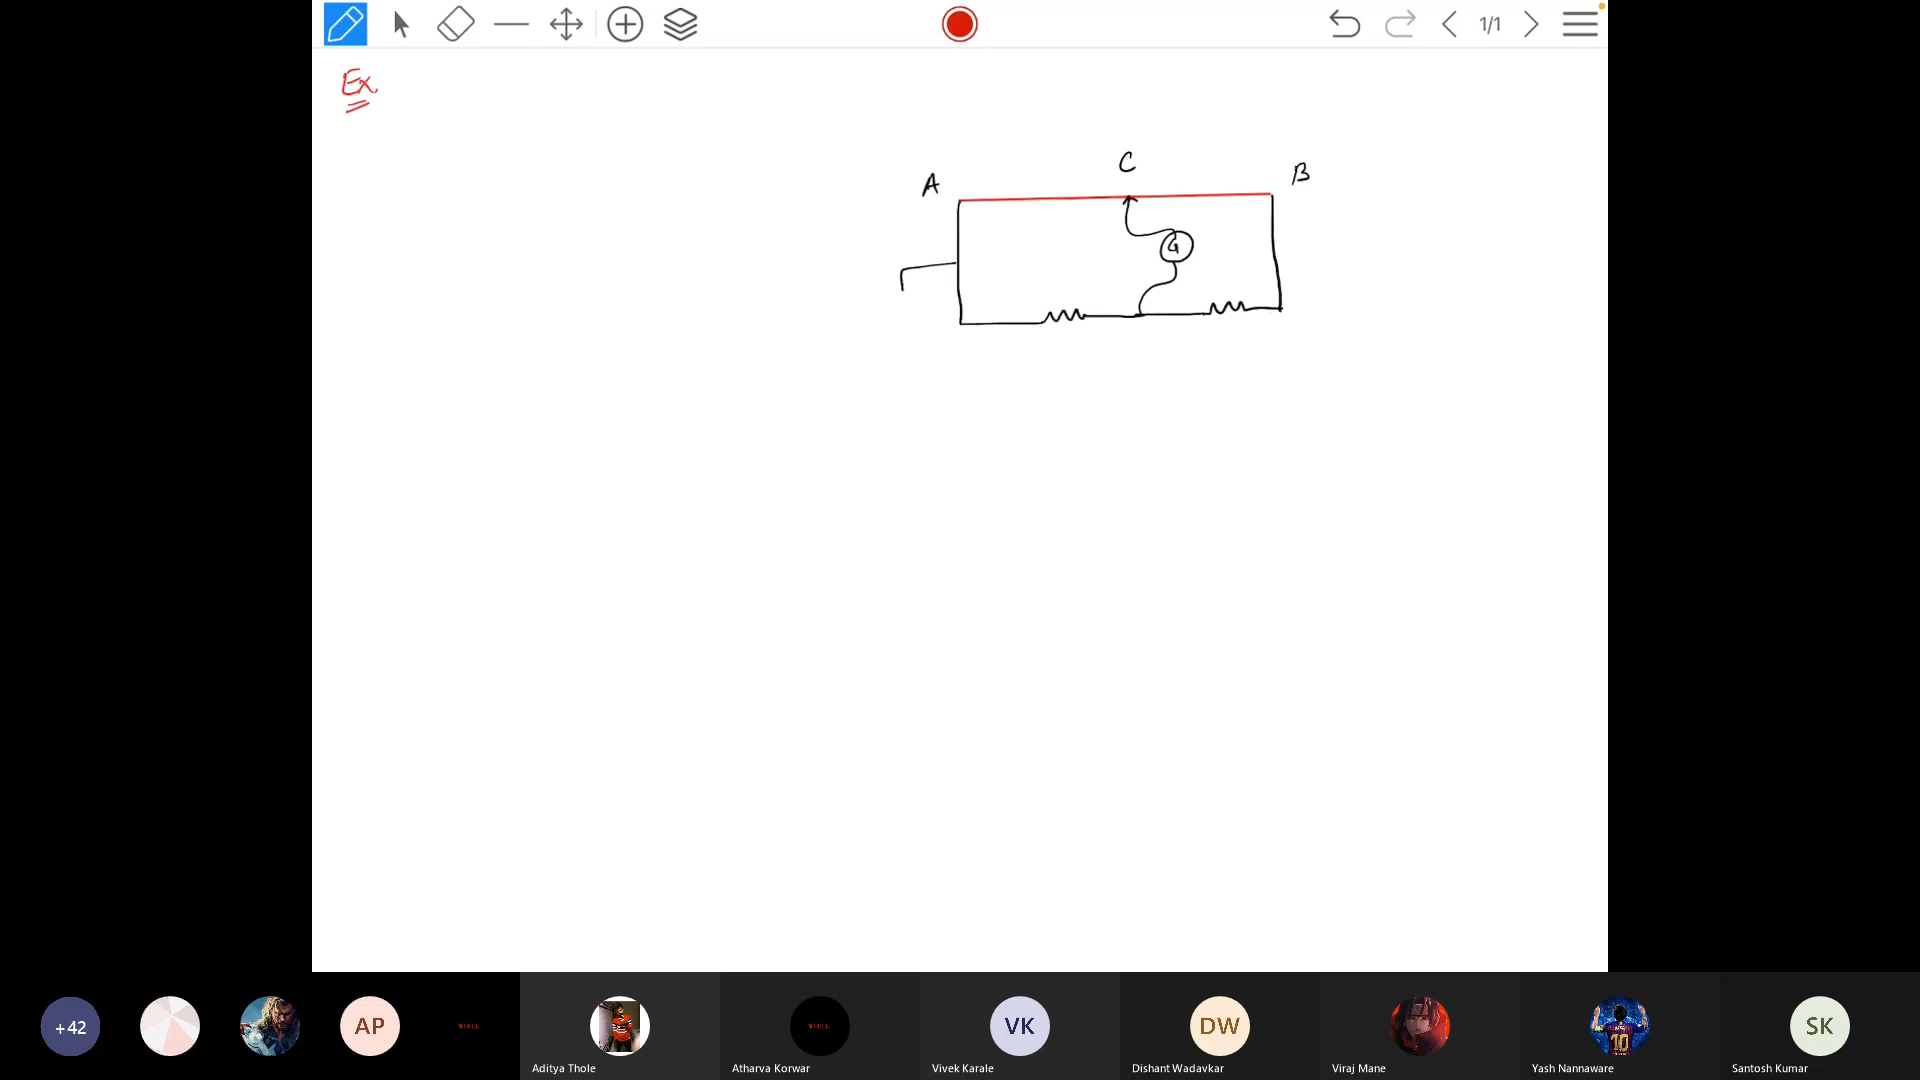 1/1
Ex
C
A
B
G
+42
AP
VK
DW
10
SK
Aditya Thole
Atharva Korwar
Vivek Karale
Dishant Wadavkar
Viraj Mane
Yash Nannaware
Santosh Kumar